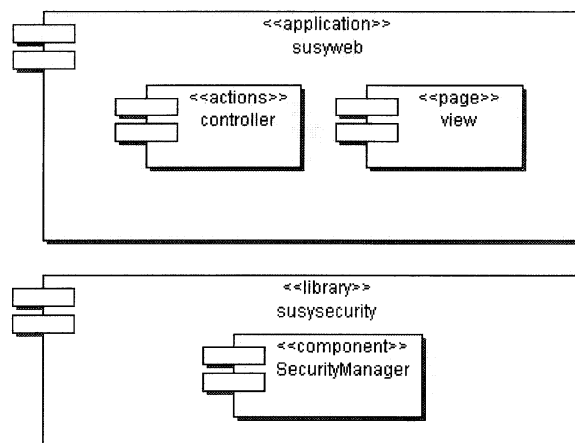 <<application>>
susyweb
<<actions>>
controller
<<page>>
view
<<library>>
susysecurity
<<component>>
SecurityManager